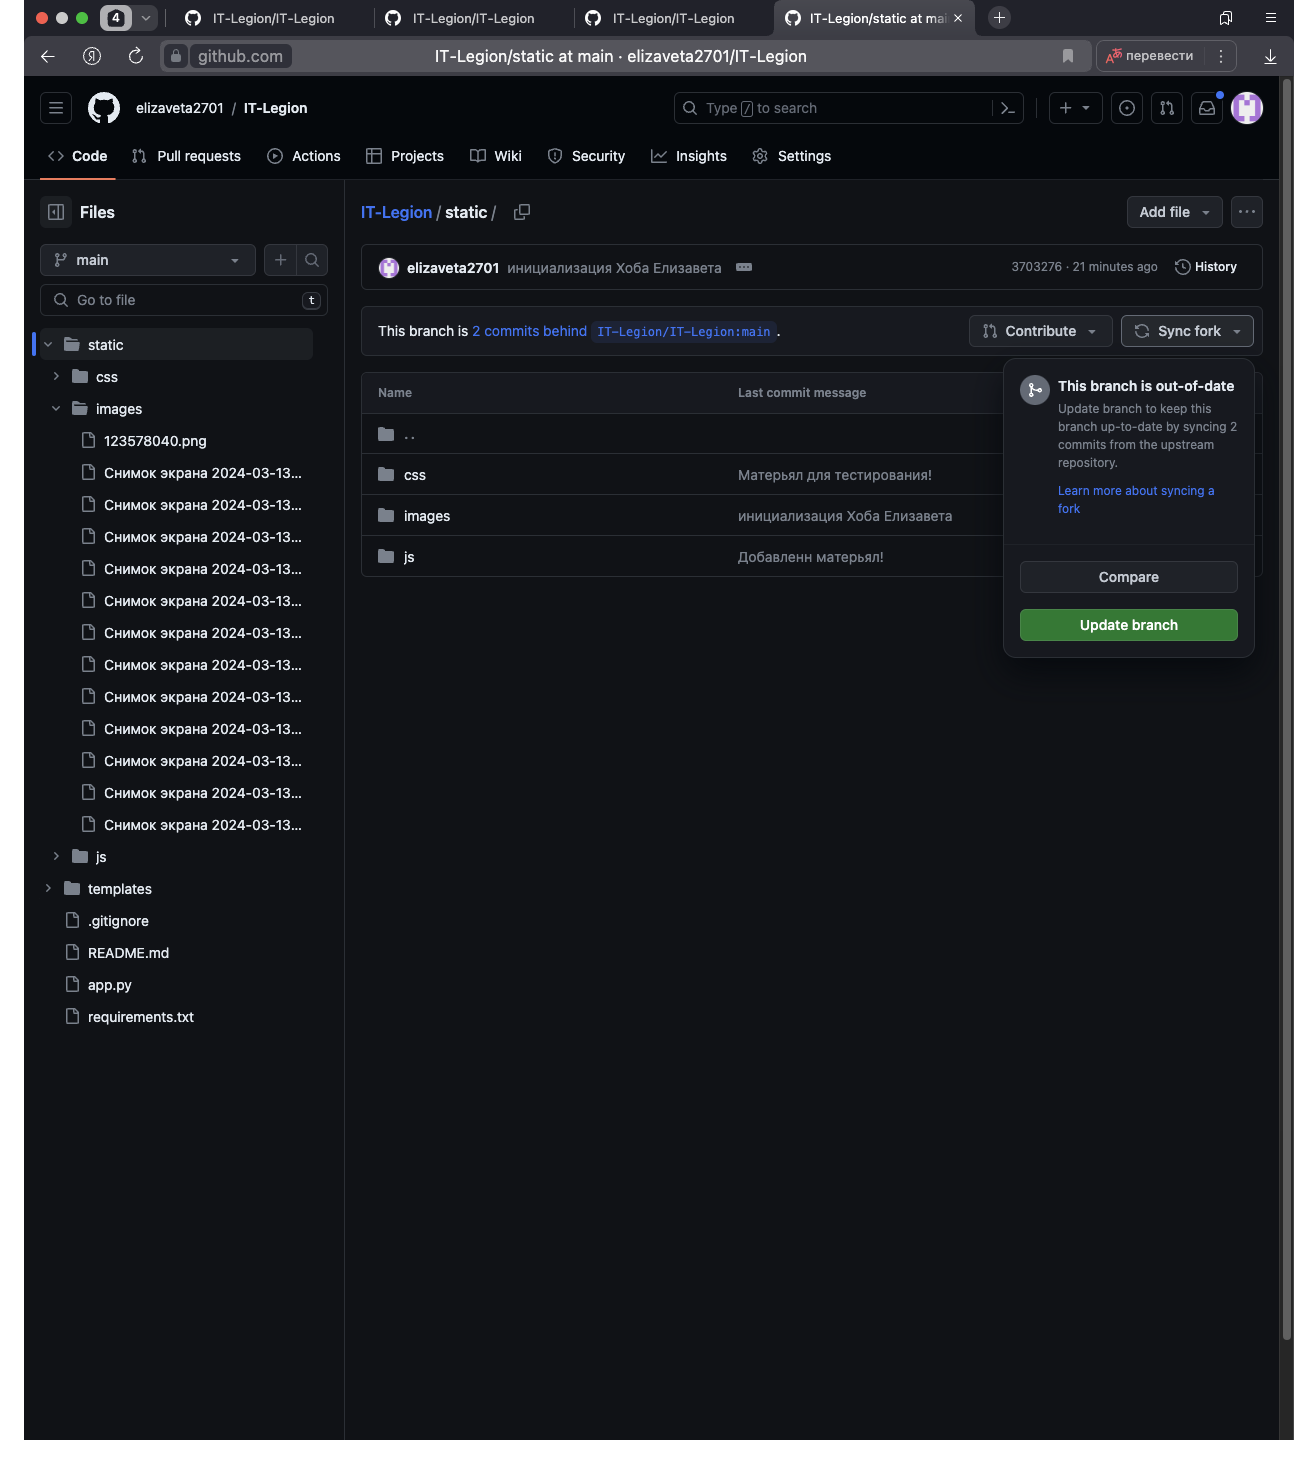 4
IT-Legion/IT-Legion
IT-Legion/IT-Legion
IT-Legion/IT-Legion
IT-Legion/static at mai
github.com
IT-Legion/static at main · elizaveta2701/IT-Legion
перевести
elizaveta2701 / IT-Legion
Type / to search
Code
Pull requests
Actions
Projects
Wiki
Security
Insights
Settings
Files
main
Go to file
t
static
css
images
123578040.png
Снимок экрана 2024-03-13...
Снимок экрана 2024-03-13...
Снимок экрана 2024-03-13...
Снимок экрана 2024-03-13...
Снимок экрана 2024-03-13...
Снимок экрана 2024-03-13...
Снимок экрана 2024-03-13...
Снимок экрана 2024-03-13...
Снимок экрана 2024-03-13...
Снимок экрана 2024-03-13...
Снимок экрана 2024-03-13...
Снимок экрана 2024-03-13...
js
templates
.gitignore
README.md
app.py
requirements.txt
IT-Legion / static /
Add file
elizaveta2701 инициализация Хоба Елизавета
3703276 · 21 minutes ago
History
This branch is 2 commits behind IT-Legion/IT-Legion:main .
Contribute
Sync fork
Name
Last commit message
..
css
Матерьял для тестирования!
images
инициализация Хоба Елизавета
js
Добавленн матерьял!
This branch is out-of-date
Update branch to keep this
branch up-to-date by syncing 2
commits from the upstream
repository.
Learn more about syncing a
fork
Compare
Update branch